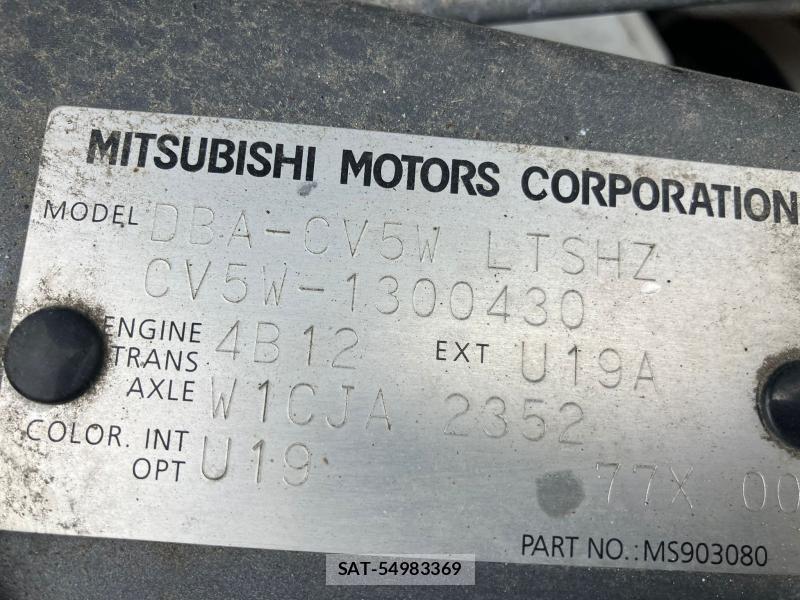 MITSUBISHI MOTORS CORPORATION
MODEL DBA-CV5W LTSHZ
CV5W-1300430
ENGINE 4B12 EXT U19A
TRANS
AXLE W1CJA 2352
COLOR. INT U19
OPT 77X 00
PART NO.:MS903080
SAT-54983369